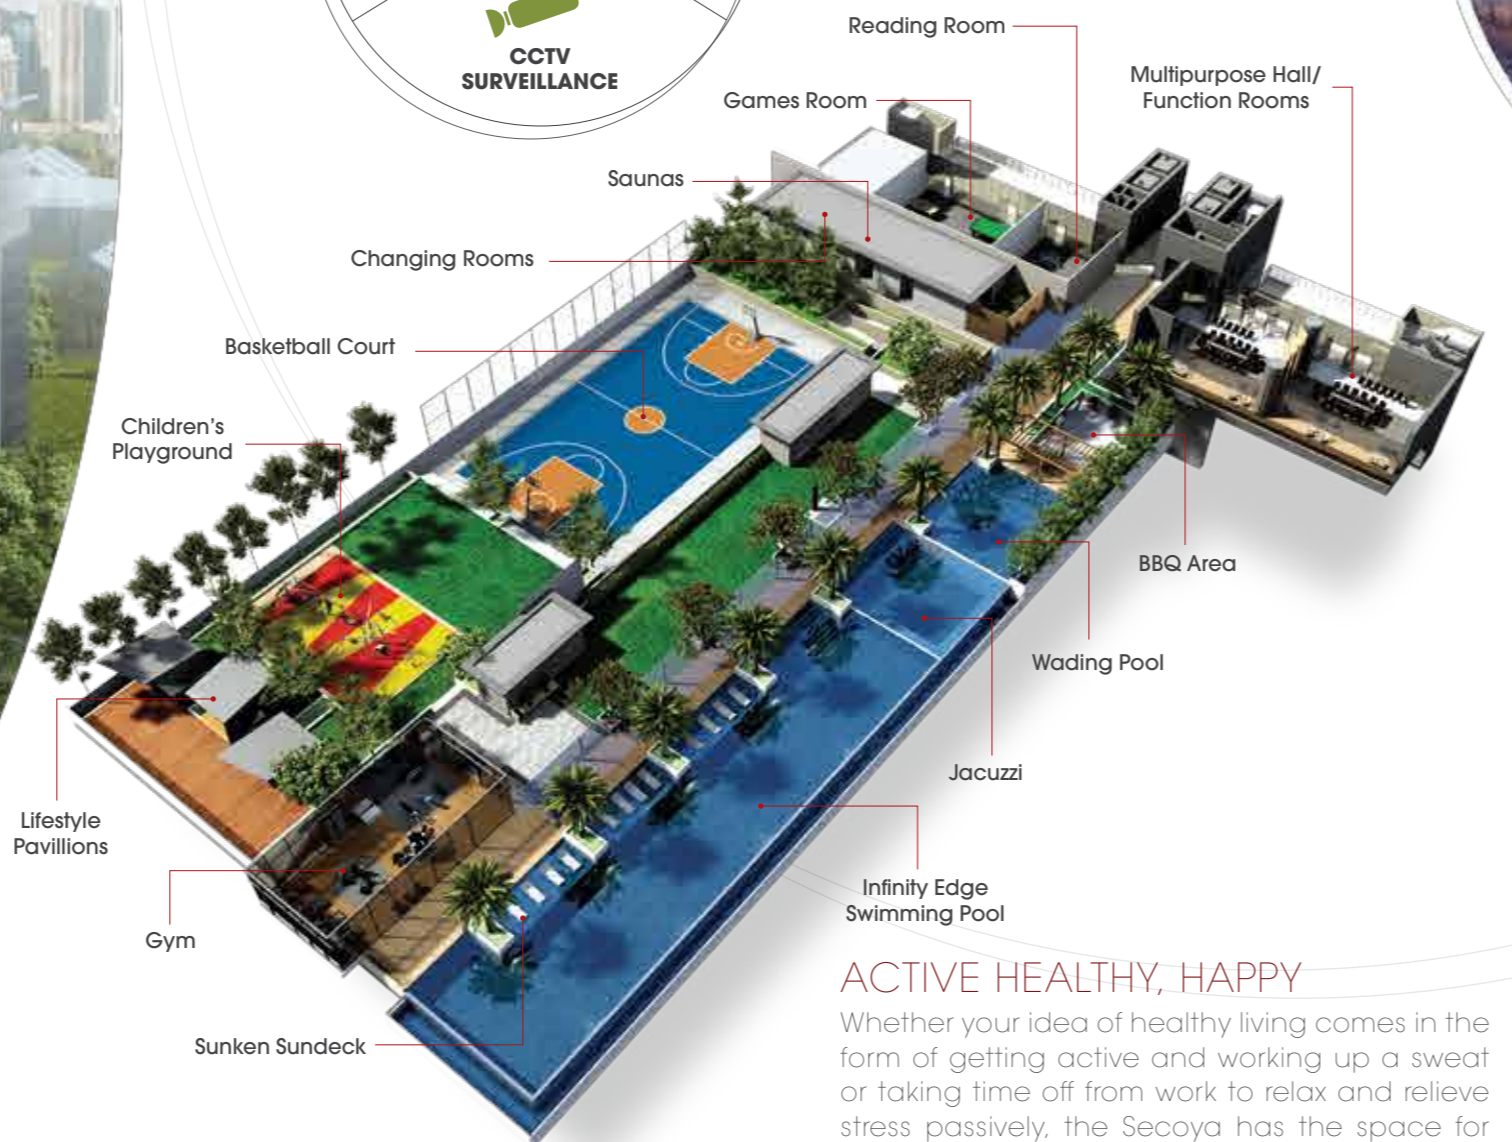 CCTV
SURVEILLANCE
Reading Room
Multipurpose Hall/
Function Rooms
Games Room
Saunas
Changing Rooms
Basketball Court
Children's
Playground
BBQ Area
Wading Pool
Jacuzzi
Lifestyle
Pavillions
Infinity Edge
Swimming Pool
Gym
Sunken Sundeck
ACTIVE HEALTHY, HAPPY
Whether your idea of healthy living comes in the
form of getting active and working up a sweat
or taking time off from work to relax and relieve
stress passively, the Secoya has the space for